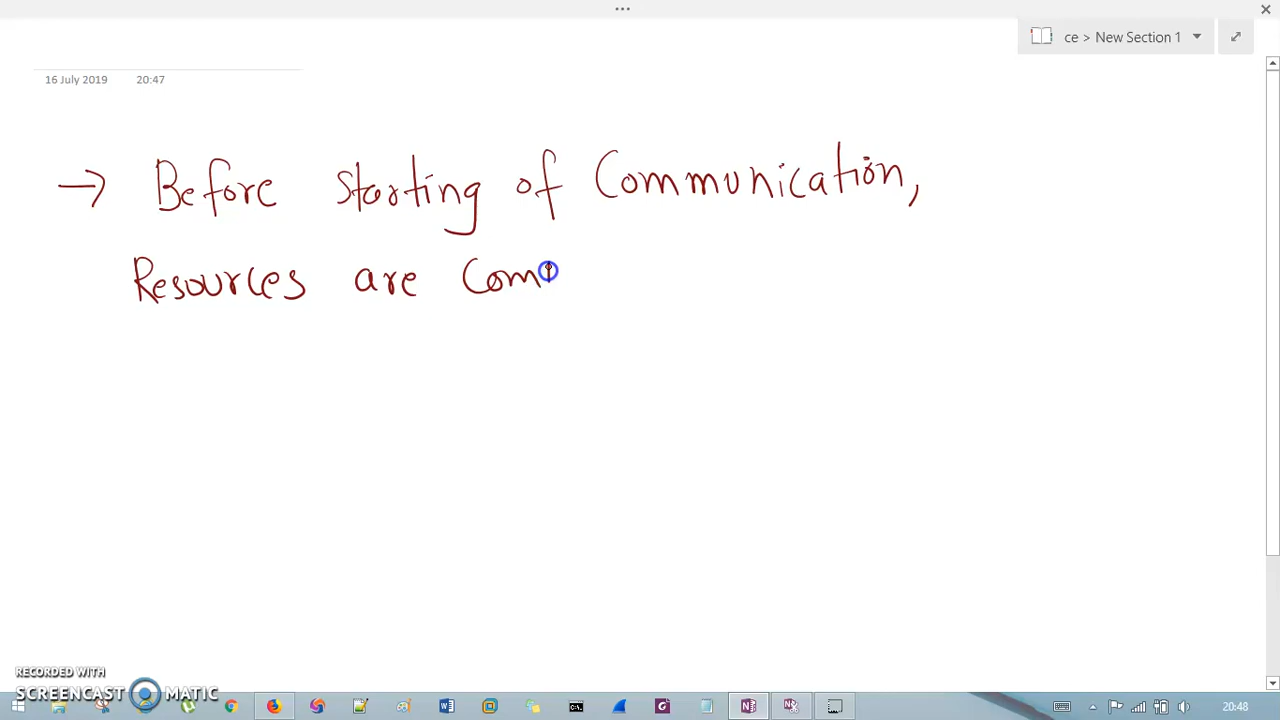 ...
ce > New Section 1
16 July 2019 20:47
→ Before starting of Communication,
Resources are Com
RECORDED WITH
SCREENCAST MATIC
20:48